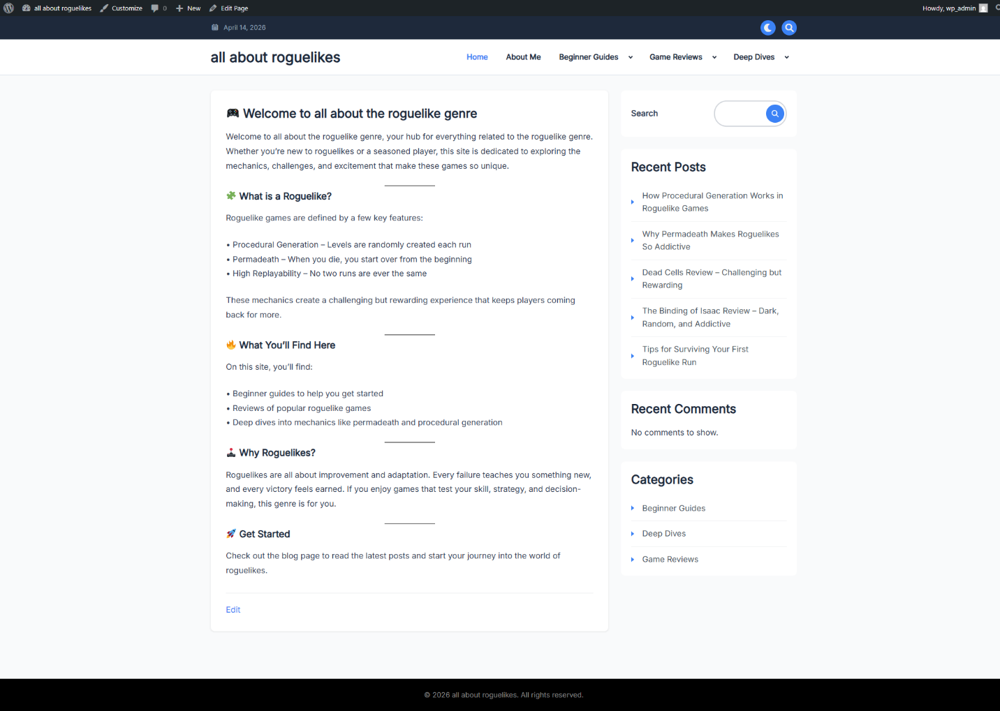 all about roguelikes Customize 0 New Edit Page Howdy, wp_admin
April 14, 2026
all about roguelikes
Home About Me Beginner Guides Game Reviews Deep Dives
🎮 Welcome to all about the roguelike genre
Welcome to all about the roguelike genre, your hub for everything related to the roguelike genre.
Whether you’re new to roguelikes or a seasoned player, this site is dedicated to exploring the
mechanics, challenges, and excitement that make these games so unique.
🧩 What is a Roguelike?
Roguelike games are defined by a few key features:
• Procedural Generation – Levels are randomly created each run
• Permadeath – When you die, you start over from the beginning
• High Replayability – No two runs are ever the same
These mechanics create a challenging but rewarding experience that keeps players coming
back for more.
🔥 What You’ll Find Here
On this site, you’ll find:
• Beginner guides to help you get started
• Reviews of popular roguelike games
• Deep dives into mechanics like permadeath and procedural generation
🕹️ Why Roguelikes?
Roguelikes are all about improvement and adaptation. Every failure teaches you something new,
and every victory feels earned. If you enjoy games that test your skill, strategy, and decision-
making, this genre is for you.
🚀 Get Started
Check out the blog page to read the latest posts and start your journey into the world of
roguelikes.
Edit
Search
Recent Posts
How Procedural Generation Works in
Roguelike Games
Why Permadeath Makes Roguelikes
So Addictive
Dead Cells Review – Challenging but
Rewarding
The Binding of Isaac Review – Dark,
Random, and Addictive
Tips for Surviving Your First
Roguelike Run
Recent Comments
No comments to show.
Categories
Beginner Guides
Deep Dives
Game Reviews
© 2026 all about roguelikes. All rights reserved.